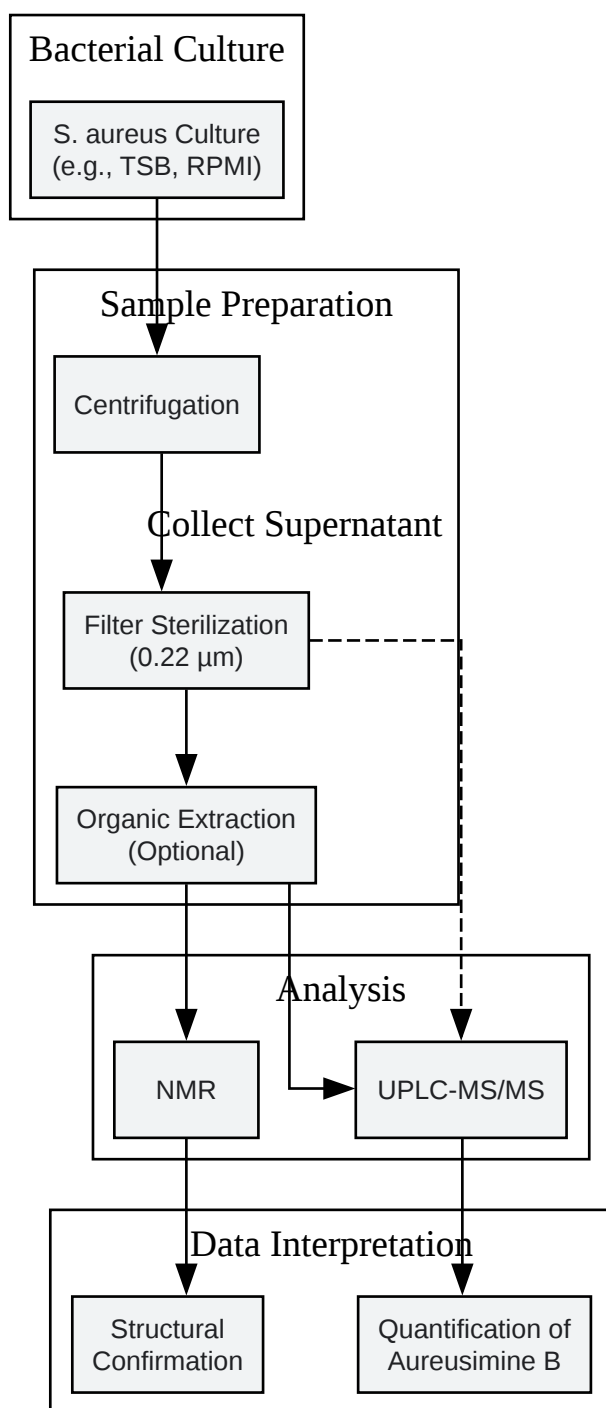 Bacterial Culture
S. aureus Culture
(e.g., TSB, RPMI)
Sample Preparation
Centrifugation
Collect Supernatant
Filter Sterilization
(0.22 µm)
Organic Extraction
(Optional)
Analysis
NMR
UPLC-MS/MS
Data Interpretation
Structural
Confirmation
Quantification of
Aureusimine B